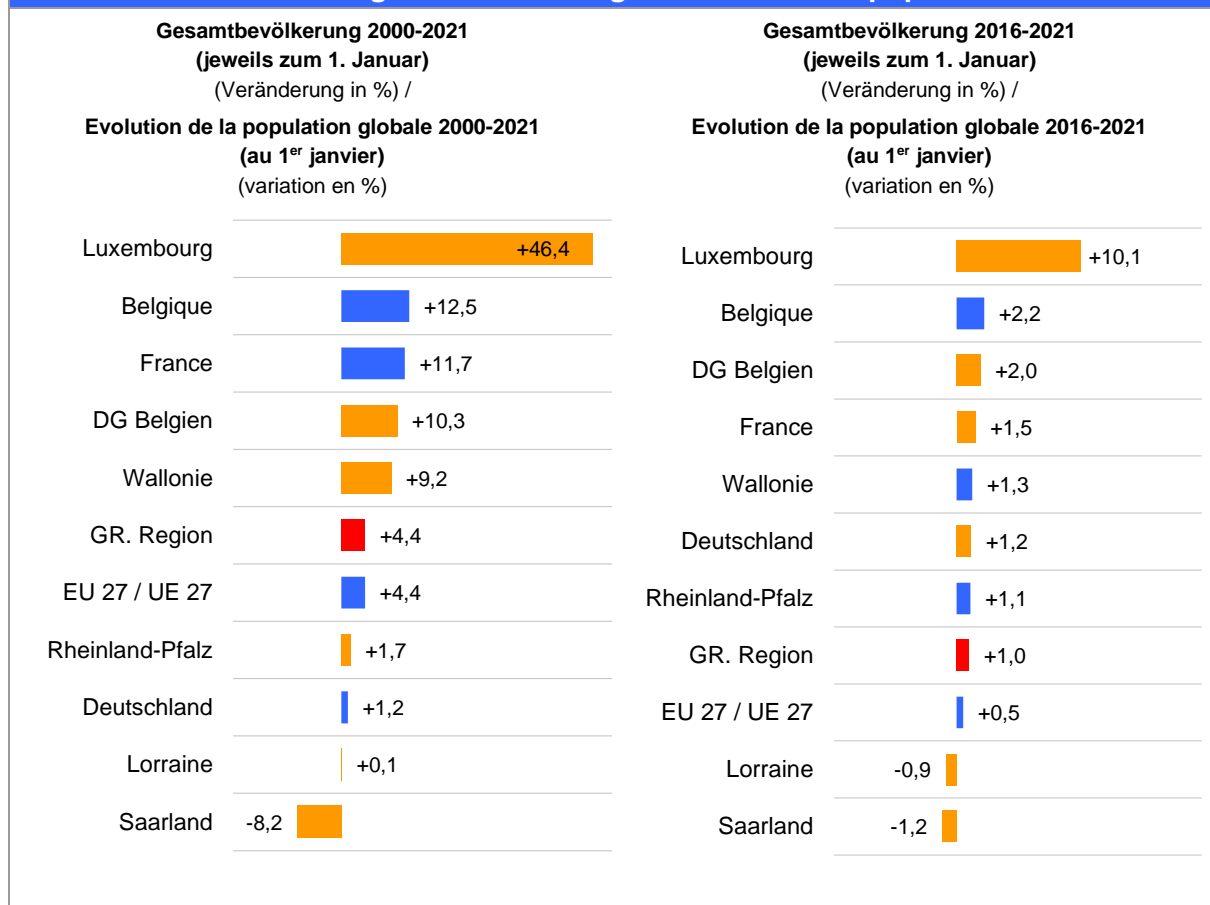 Gesamtbevölkerung 2000-2021
(jeweils zum 1. Januar)
(Veränderung in %) /
Evolution de la population globale 2000-2021
(au 1er janvier)
(variation en %)
Luxembourg +46,4
Belgique +12,5
France +11,7
DG Belgien +10,3
Wallonie +9,2
GR. Region +4,4
EU 27 / UE 27 +4,4
Rheinland-Pfalz +1,7
Deutschland +1,2
Lorraine +0,1
Saarland -8,2
Gesamtbevölkerung 2016-2021
(jeweils zum 1. Januar)
(Veränderung in %) /
Evolution de la population globale 2016-2021
(au 1er janvier)
(variation en %)
Luxembourg +10,1
Belgique +2,2
DG Belgien +2,0
France +1,5
Wallonie +1,3
Deutschland +1,2
Rheinland-Pfalz +1,1
GR. Region +1,0
EU 27 / UE 27 +0,5
Lorraine -0,9
Saarland -1,2